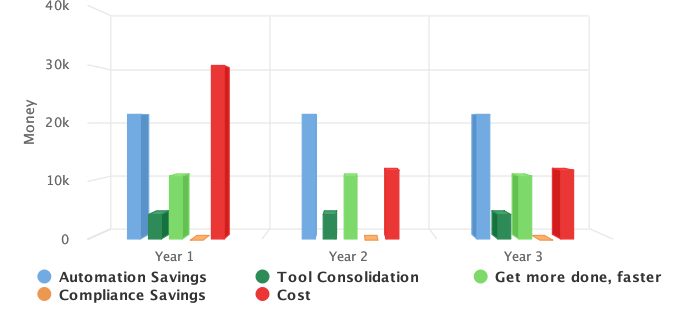 40k
30k
Money
20k
10k
0
Year 1 Year 2 Year 3
Automation Savings Tool Consolidation Get more done, faster
Compliance Savings Cost